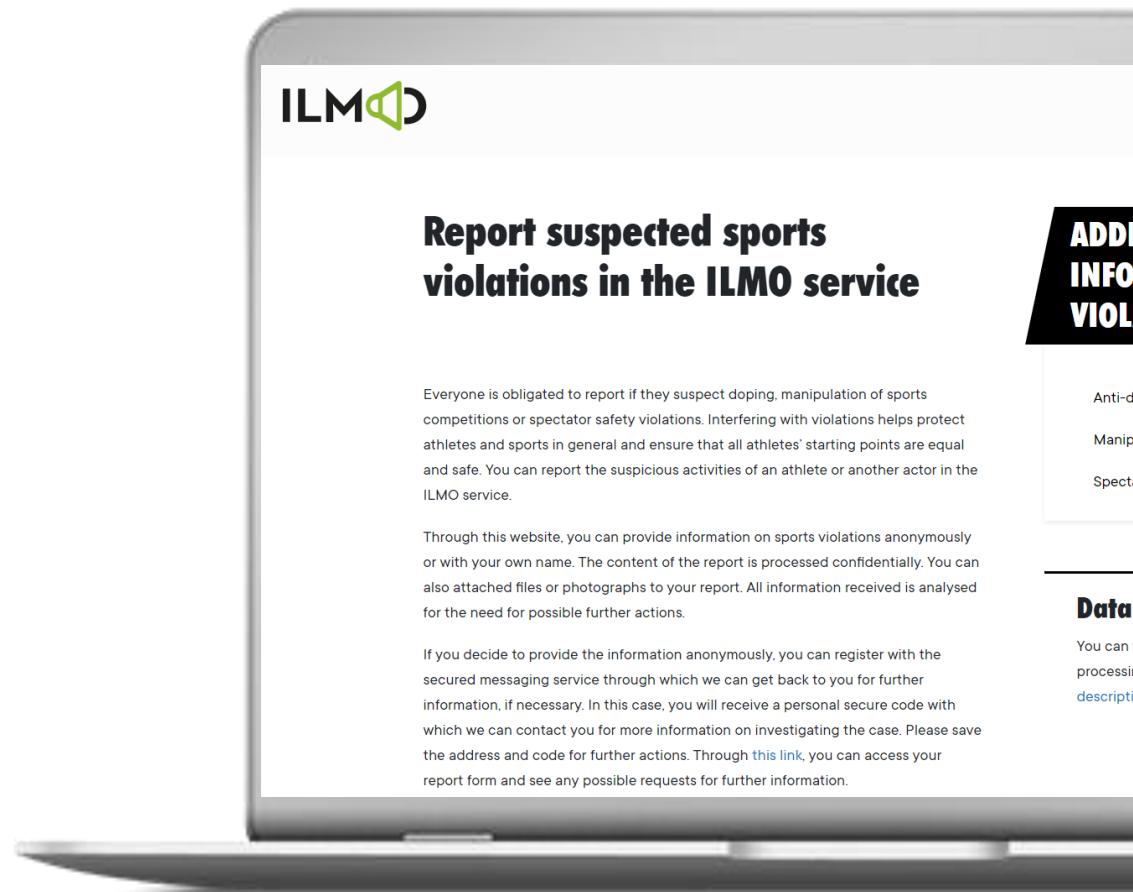 ILMO
Report suspected sports
violations in the ILMO service
Everyone is obligated to report if they suspect doping, manipulation of sports
competitions or spectator safety violations. Interfering with violations helps protect
athletes and sports in general and ensure that all athletes' starting points are equal
and safe. You can report the suspicious activities of an athlete or another actor in the
ILMO service.
Through this website, you can provide information on sports violations anonymously
or with your own name. The content of the report is processed confidentially. You can
also attached files or photographs to your report. All information received is analysed
for the need for possible further actions.
If you decide to provide the information anonymously, you can register with the
secured messaging service through which we can get back to you for further
information, if necessary. In this case, you will receive a personal secure code with
which we can contact you for more information on investigating the case. Please save
the address and code for further actions. Through this link, you can access your
report form and see any possible requests for further information.
Data
You can